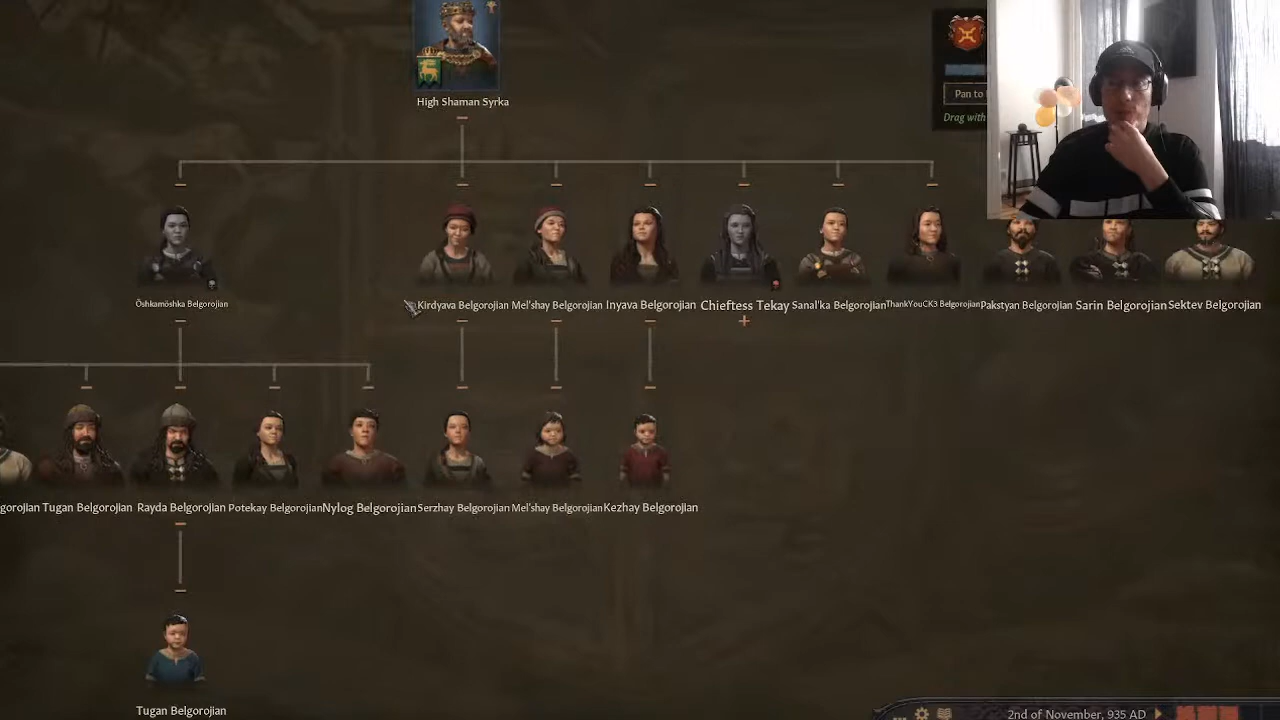 High Shaman Syrka
Pan to
Drag with
Ŏshkamŏshka Belgorojian
Kirdyava Belgorojian
Mel'shay Belgorojian
Inyava Belgorojian
Chieftess Tekay
Sanal'ka Belgorojian
ThankYouCK3 Belgorojian
Pakstyan Belgorojian
Sarin Belgorojian
Sektev Belgorojian
gorojian
Tugan Belgorojian
Rayda Belgorojian
Potekay Belgorojian
Nylog Belgorojian
Serzhay Belgorojian
Mel'shay Belgorojian
Kezhay Belgorojian
Tugan Belgorojian
2nd of November, 935 AD